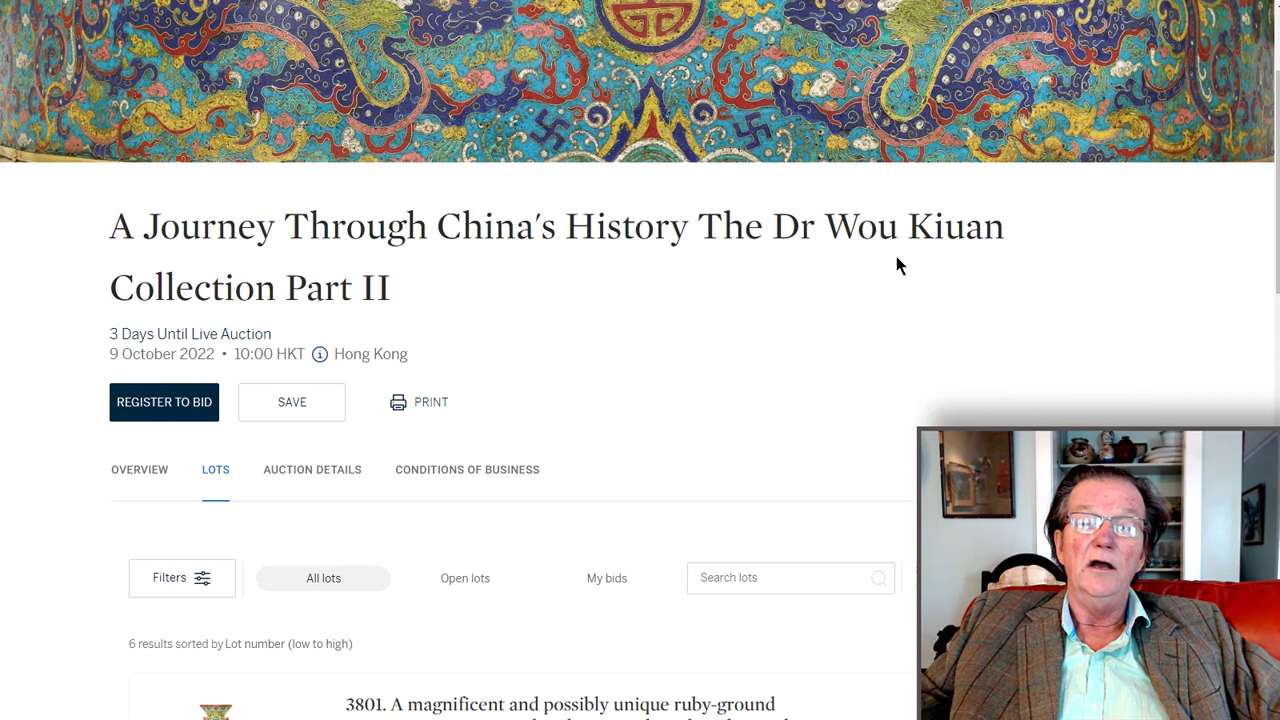 A Journey Through China's History The Dr Wou Kiuan
Collection Part II
3 Days Until Live Auction
9 October 2022 • 10:00 HKT Hong Kong
REGISTER TO BID SAVE PRINT
OVERVIEW LOTS AUCTION DETAILS CONDITIONS OF BUSINESS
Filters All lots Open lots My bids Search lots
6 results sorted by Lot number (low to high)
3801. A magnificent and possibly unique ruby-ground